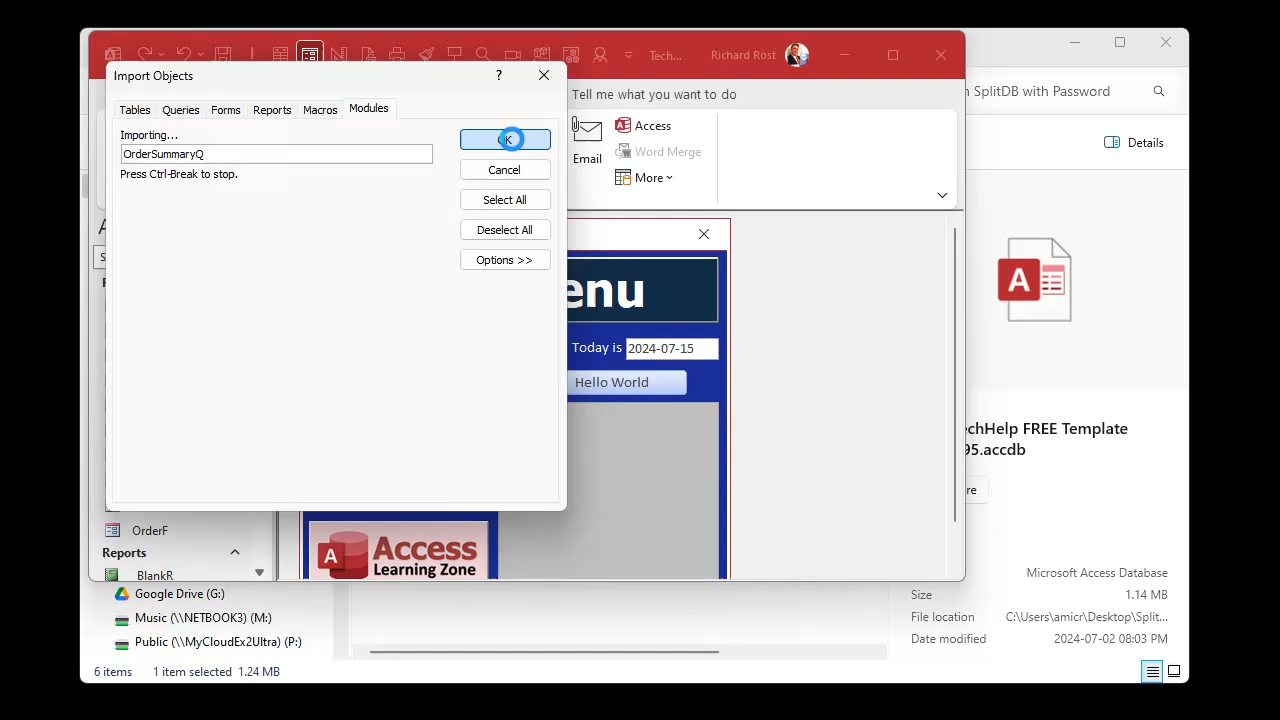 Tech... Richard Rost
Import Objects ?
Tables Queries Forms Reports Macros Modules
Importing...
OrderSummaryQ
Press Ctrl-Break to stop.
OK
Cancel
Select All
Deselect All
Options >>
Tell me what you want to do
Email
Access
Word Merge
More
SplitDB with Password
Details
enu
Today is 2024-07-15
Hello World
A
Access
Learning Zone
OrderF
Reports
BlankR
Google Drive (G:)
Music (\\NETBOOK3) (M:)
Public (\\MyCloudEx2Ultra) (P:)
6 items 1 item selected 1.24 MB
A
echHelp FREE Template
95.accdb
re
Microsoft Access Database
Size 1.14 MB
File location C:\Users\amicr\Desktop\Split...
Date modified 2024-07-02 08:03 PM